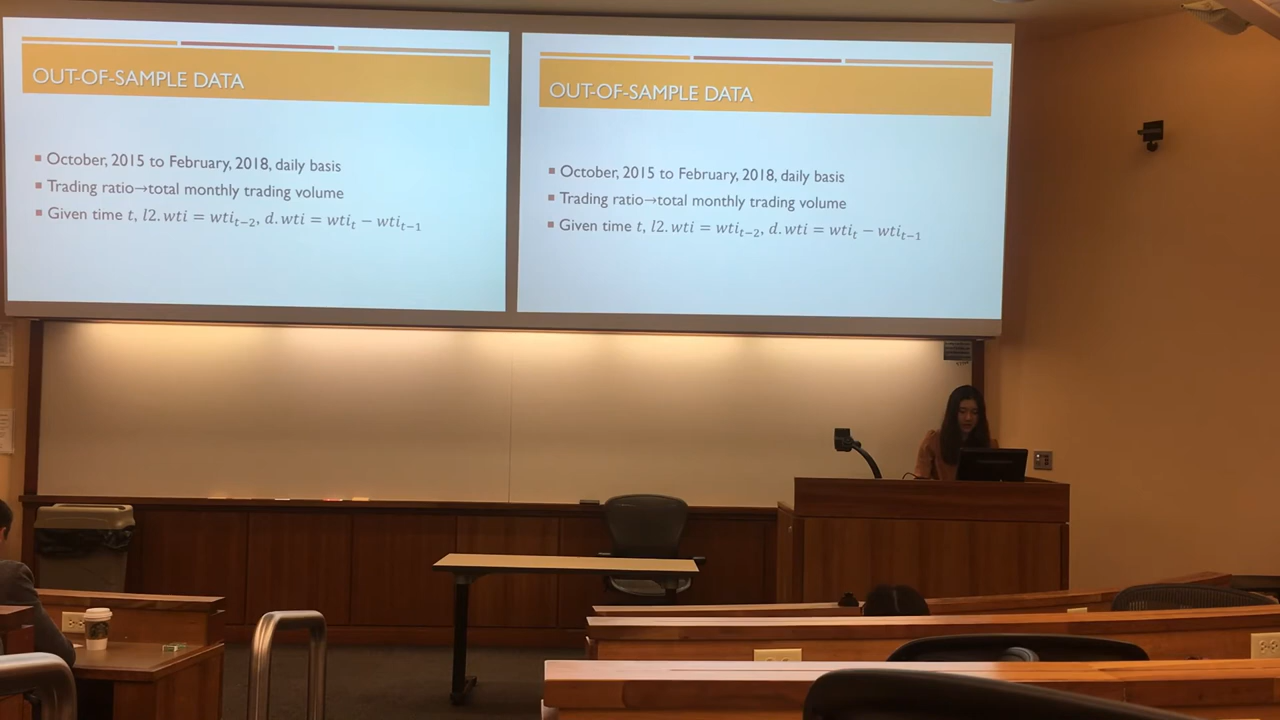 OUT-OF-SAMPLE DATA
▪ October, 2015 to February, 2018, daily basis
▪ Trading ratio→total monthly trading volume
▪ Given time t, l2.wti = wti_{t−2}, d.wti = wti_t − wti_{t−1}
OUT-OF-SAMPLE DATA
▪ October, 2015 to February, 2018, daily basis
▪ Trading ratio→total monthly trading volume
▪ Given time t, l2.wti = wti_{t−2}, d.wti = wti_t − wti_{t−1}